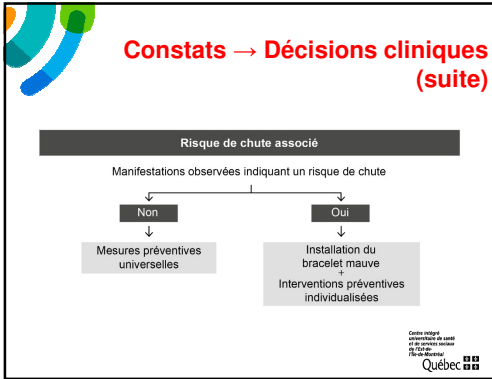 Constats → Décisions cliniques
(suite)
Risque de chute associé
Manifestations observées indiquant un risque de chute
Non
Oui
Mesures préventives
universelles
Installation du
bracelet mauve
+
Interventions préventives
individualisées
Centre intégré
universitaire de santé
et de services sociaux
de l'Est-de-
l'Île-de-Montréal
Québec